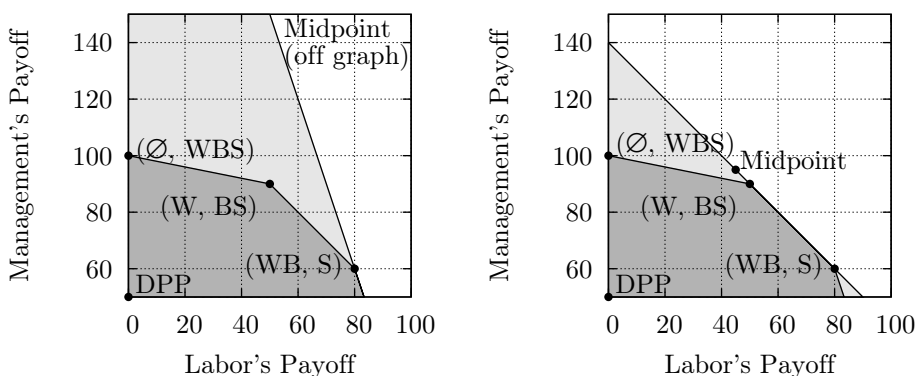 Management's Payoff
140
120
100
80
60
0 20 40 60 80 100
Labor's Payoff
Midpoint
(off graph)
(∅, WBS)
(W, BS)
(WB, S)
DPP
Management's Payoff
140
120
100
80
60
0 20 40 60 80 100
Labor's Payoff
(∅, WBS)
Midpoint
(W, BS)
(WB, S)
DPP